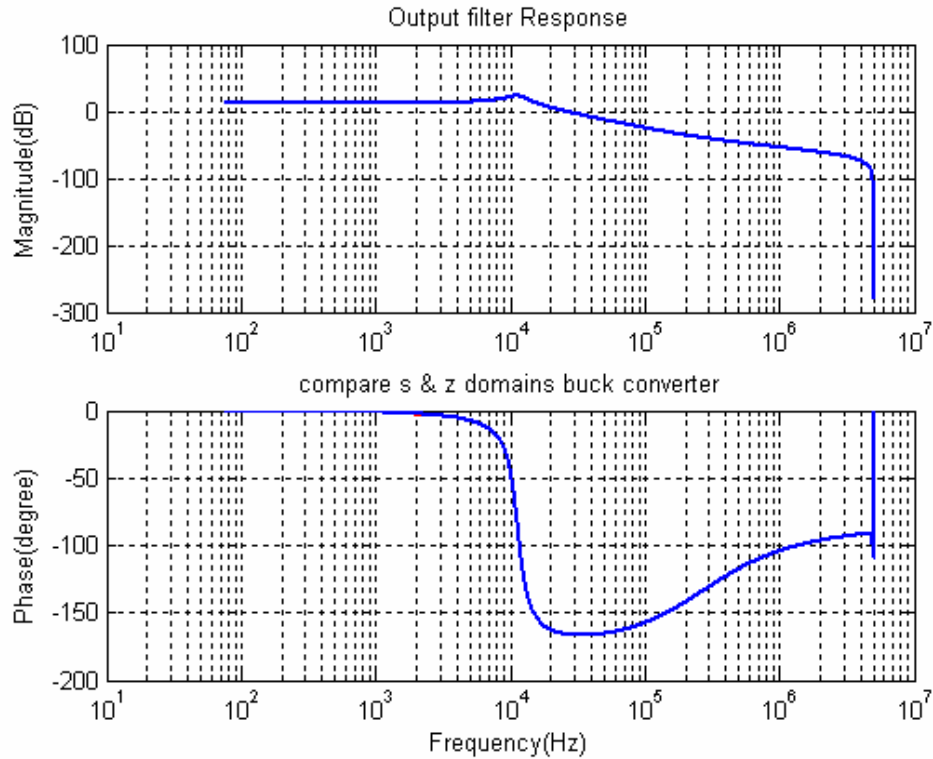 Output filter Response
100
0
-100
-200
-300
Magnitude(dB)
10^1 10^2 10^3 10^4 10^5 10^6 10^7
compare s & z domains buck converter
0
-50
-100
-150
-200
Phase(degree)
10^1 10^2 10^3 10^4 10^5 10^6 10^7
Frequency(Hz)